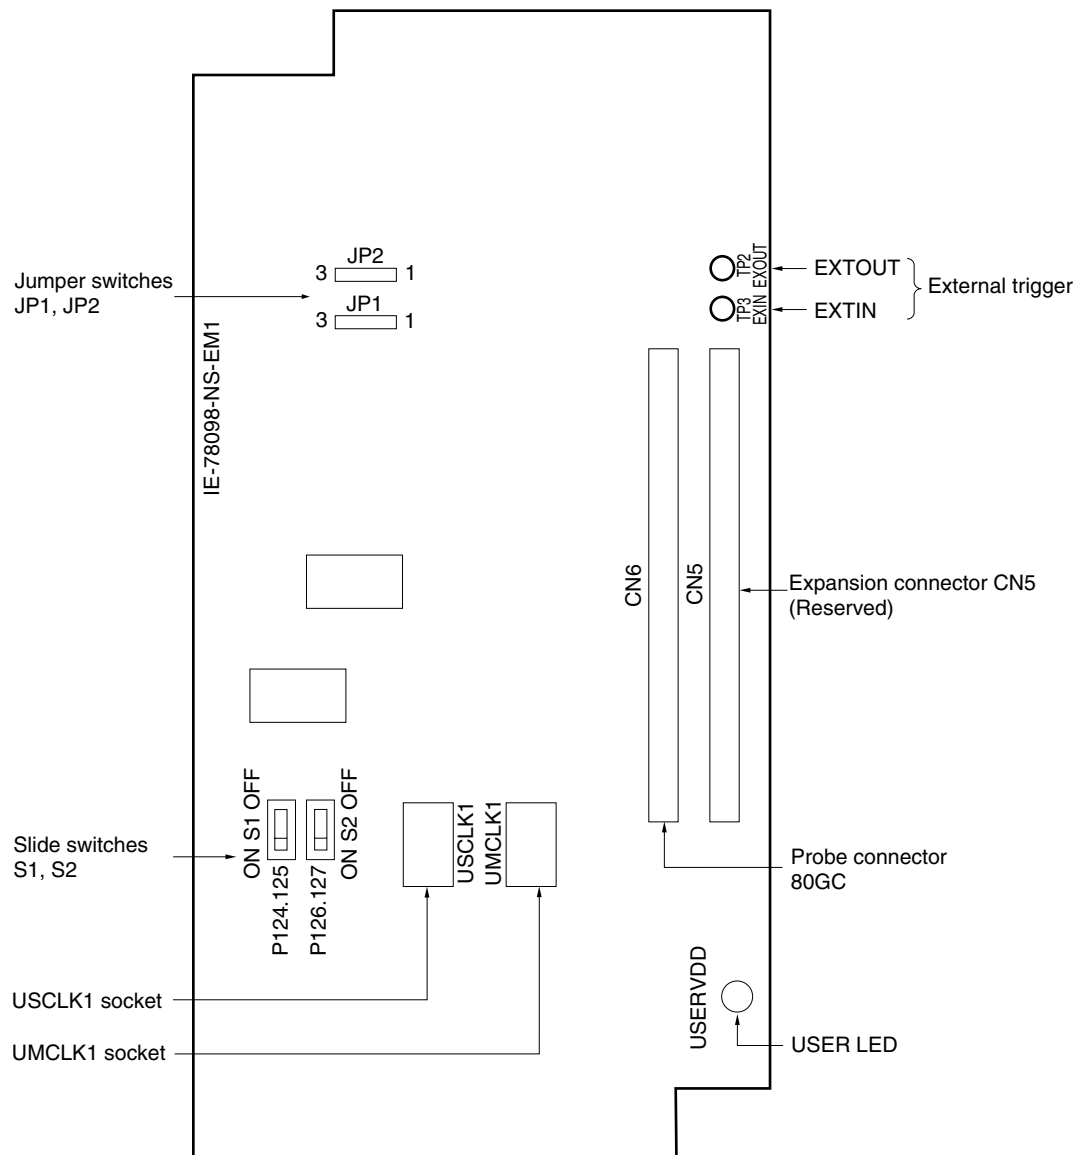 JP2
3 1
JP1
3 1
Jumper switches
JP1, JP2
TP2
EXOUT
EXTOUT
TP3
EXIN
EXTIN
External trigger
IE-78098-NS-EM1
CN6
CN5
Expansion connector CN5
(Reserved)
Slide switches
S1, S2
ON S1 OFF
P124.125
P126.127
ON S2 OFF
USCLK1
UMCLK1
Probe connector
80GC
USCLK1 socket
UMCLK1 socket
USERVDD
USER LED